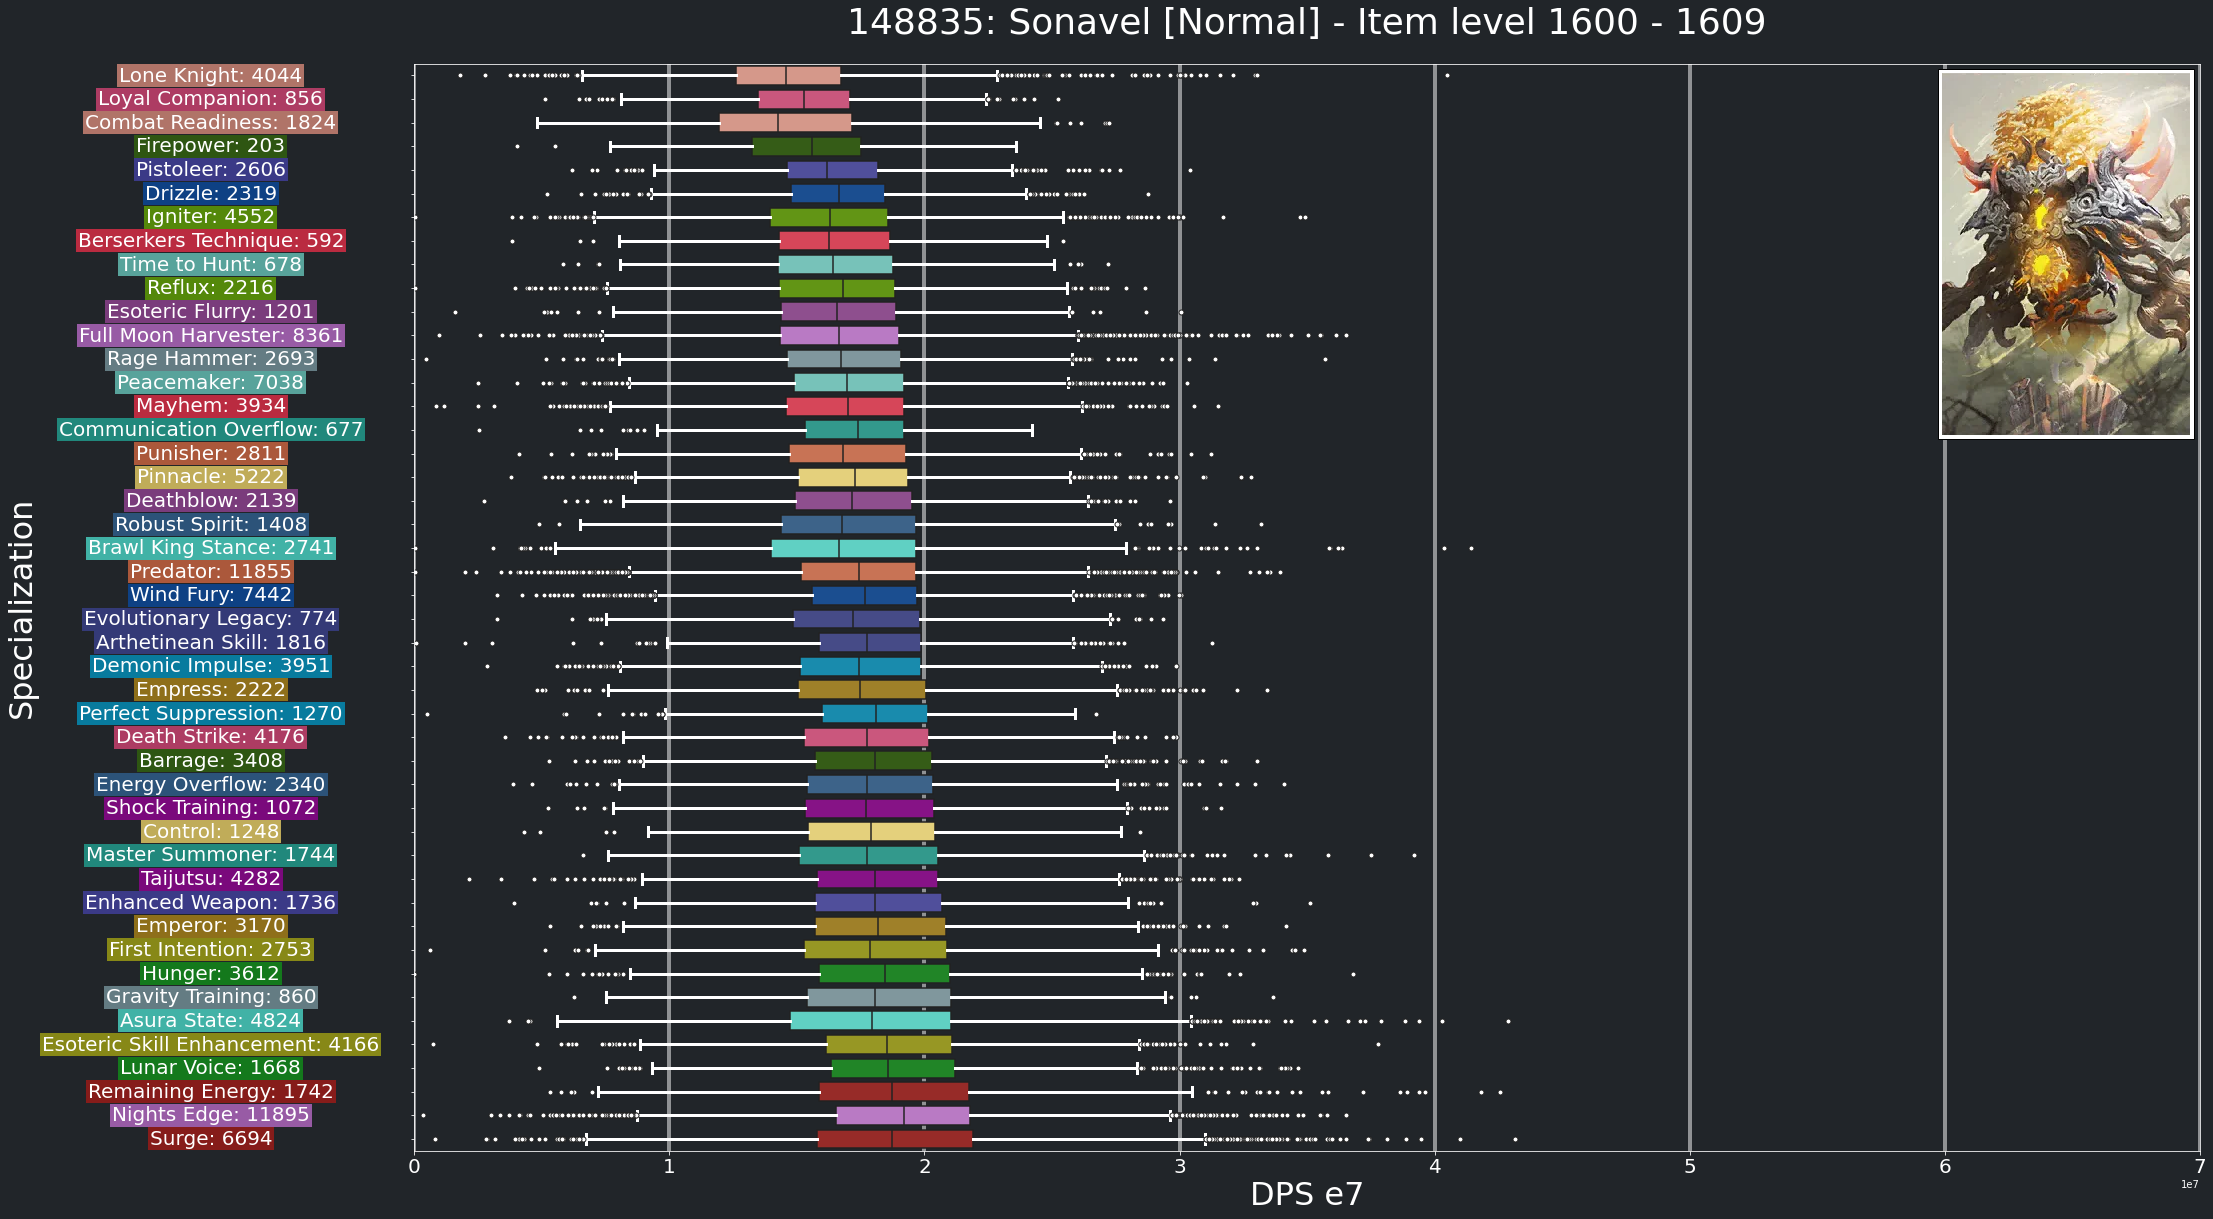 148835: Sonavel [Normal] - Item level 1600 - 1609
Specialization
Lone Knight: 4044
Loyal Companion: 856
Combat Readiness: 1824
Firepower: 203
Pistoleer: 2606
Drizzle: 2319
Igniter: 4552
Berserkers Technique: 592
Time to Hunt: 678
Reflux: 2216
Esoteric Flurry: 1201
Full Moon Harvester: 8361
Rage Hammer: 2693
Peacemaker: 7038
Mayhem: 3934
Communication Overflow: 677
Punisher: 2811
Pinnacle: 5222
Deathblow: 2139
Robust Spirit: 1408
Brawl King Stance: 2741
Predator: 11855
Wind Fury: 7442
Evolutionary Legacy: 774
Arthetinean Skill: 1816
Demonic Impulse: 3951
Empress: 2222
Perfect Suppression: 1270
Death Strike: 4176
Barrage: 3408
Energy Overflow: 2340
Shock Training: 1072
Control: 1248
Master Summoner: 1744
Taijutsu: 4282
Enhanced Weapon: 1736
Emperor: 3170
First Intention: 2753
Hunger: 3612
Gravity Training: 860
Asura State: 4824
Esoteric Skill Enhancement: 4166
Lunar Voice: 1668
Remaining Energy: 1742
Nights Edge: 11895
Surge: 6694
0 1 2 3 4 5 6 7
1e7
DPS e7